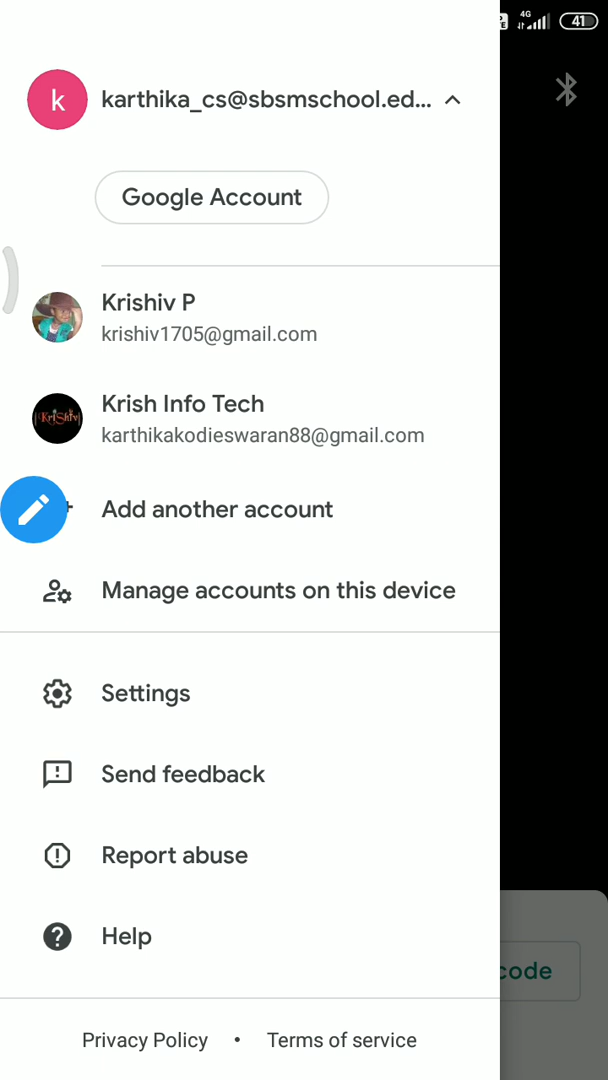 4G
41
k
karthika_cs@sbsmschool.ed...
Google Account
Krishiv P
krishiv1705@gmail.com
KriShiv
Krish Info Tech
karthikakodieswaran88@gmail.com
Add another account
Manage accounts on this device
Settings
Send feedback
Report abuse
Help
code
Privacy Policy • Terms of service